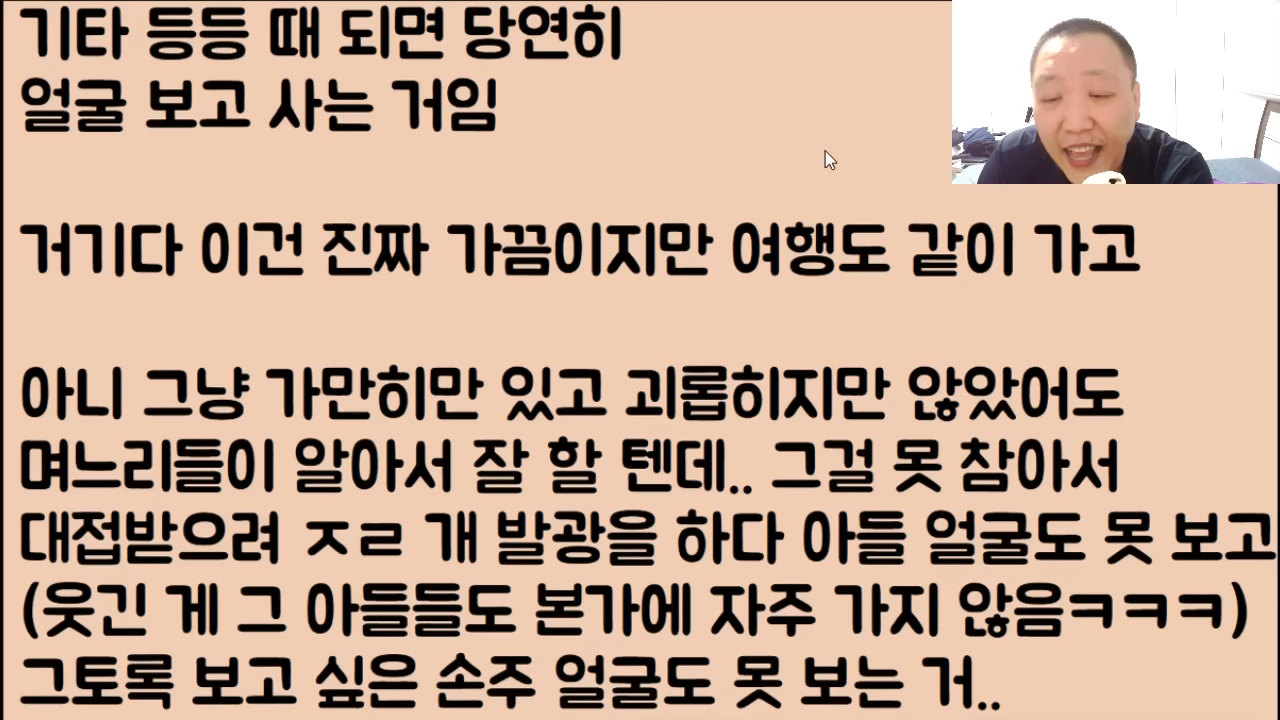 기타 등등 때 되면 당연히
얼굴 보고 사는 거임
거기다 이건 진짜 가끔이지만 여행도 같이 가고
아니 그냥 가만히만 있고 괴롭히지만 않았어도
며느리들이 알아서 잘 할 텐데.. 그걸 못 참아서
대접받으려 ㅈㄹ 개 발광을 하다 아들 얼굴도 못 보고
(웃긴 게 그 아들들도 본가에 자주 가지 않음ㅋㅋㅋ)
그토록 보고 싶은 손주 얼굴도 못 보는 거..